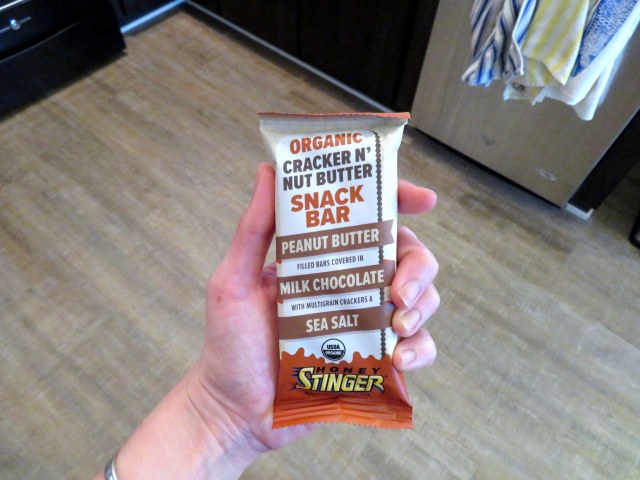 ORGANIC
CRACKER N'
NUT BUTTER
SNACK
BAR
PEANUT BUTTER
FILLED BARS COVERED IN
MILK CHOCOLATE
WITH MULTIGRAIN CRACKERS &
SEA SALT
USDA
ORGANIC
HONEY
STINGER